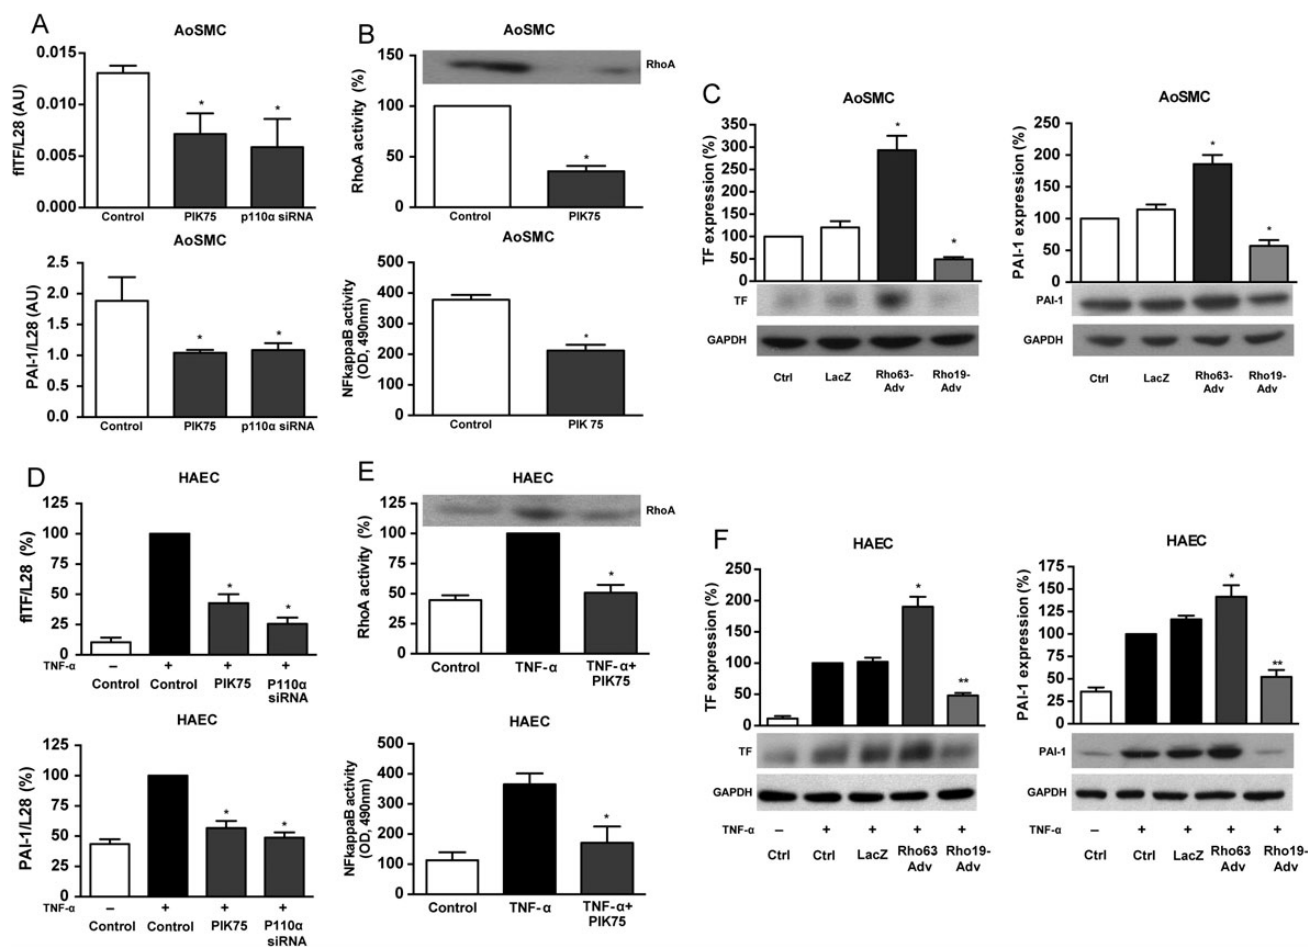 A
AoSMC
flTF/L28 (AU)
0.015
0.010
0.005
0.000
*
*
Control
PIK75
p110α siRNA
AoSMC
PAI-1/L28 (AU)
2.5
2.0
1.5
1.0
0.5
0.0
*
*
Control
PIK75
p110α siRNA
B
AoSMC
RhoA activity (%)
150
100
50
0
RhoA
*
PIK75
AoSMC
NFkappaB activity
(OD, 490nm)
500
400
300
200
100
0
*
Control
PIK 75
C
AoSMC
TF expression (%)
350
300
250
200
150
100
50
0
*
*
TF
GAPDH
Ctrl
LacZ
Rho63-
Adv
Rho19-
Adv
AoSMC
PAI-1 expression (%)
250
200
150
100
50
0
*
*
PAI-1
GAPDH
Ctrl
LacZ
Rho63-
Adv
Rho19-
Adv
D
HAEC
flTF/L28 (%)
125
100
75
50
25
0
*
*
TNF-α
– + + +
Control
Control
PIK75
P110α
siRNA
HAEC
PAI-1/L28 (%)
125
100
75
50
25
0
*
*
TNF-α
– + + +
Control
Control
PIK75
P110α
siRNA
E
HAEC
RhoA activity (%)
125
100
75
50
25
0
RhoA
*
Control
TNF-α
TNF-α+
PIK75
HAEC
NFkappaB activity
(OD, 490nm)
500
400
300
200
100
0
*
Control
TNF-α
TNF-α+
PIK75
F
HAEC
TF expression (%)
250
200
150
100
50
0
*
**
TF
GAPDH
TNF-α
– + + + +
Ctrl
Ctrl
LacZ
Rho63
Adv
Rho19-
Adv
HAEC
PAI-1 expression (%)
175
150
125
100
75
50
25
0
*
**
PAI-1
GAPDH
TNF-α
– + + + +
Ctrl
Ctrl
LacZ
Rho63
Adv
Rho19-
Adv